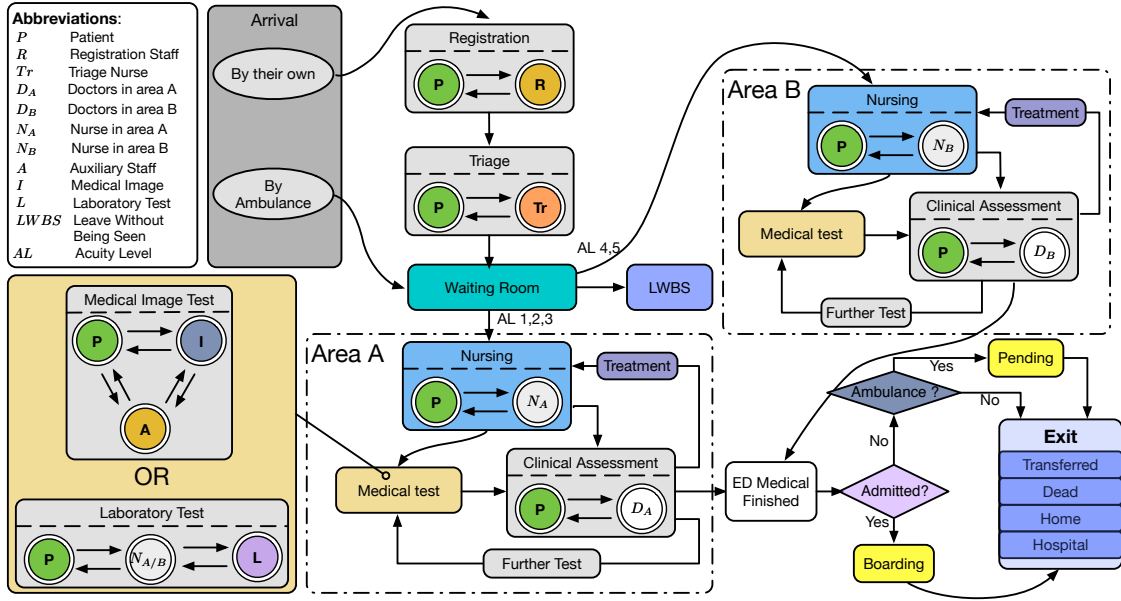 Abbreviations:
P Patient
R Registration Staff
Tr Triage Nurse
D_A Doctors in area A
D_B Doctors in area B
N_A Nurse in area A
N_B Nurse in area B
A Auxiliary Staff
I Medical Image
L Laboratory Test
LWBS Leave Without
Being Seen
AL Acuity Level
Arrival
By their own
By
Ambulance
Registration
P R
Triage
P Tr
Waiting Room
AL 4,5
LWBS
AL 1,2,3
Area B
Nursing
P N_B
Treatment
Clinical Assessment
P D_B
Medical test
Further Test
Medical Image Test
P I
A
OR
Laboratory Test
P N_A/B L
Area A
Nursing
P N_A
Treatment
Clinical Assessment
P D_A
Medical test
Further Test
ED Medical
Finished
Admitted?
No
Yes
Boarding
Ambulance ?
Yes
No
Pending
Exit
Transferred
Dead
Home
Hospital